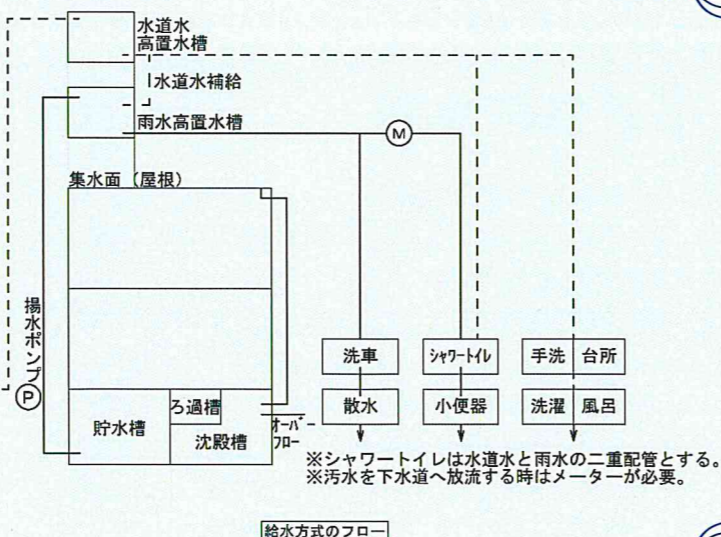 水道水
高置水槽
水道水補給
雨水高置水槽
M
集水面（屋根）
揚水ポンプ
P
貯水槽
ろ過槽
沈殿槽
オーバー
フロー
洗車
シャワートイレ
手洗 台所
散水
小便器
洗濯 風呂
※シャワートイレは水道水と雨水の二重配管とする。
※汚水を下水道へ放流する時はメーターが必要。
給水方式のフロー